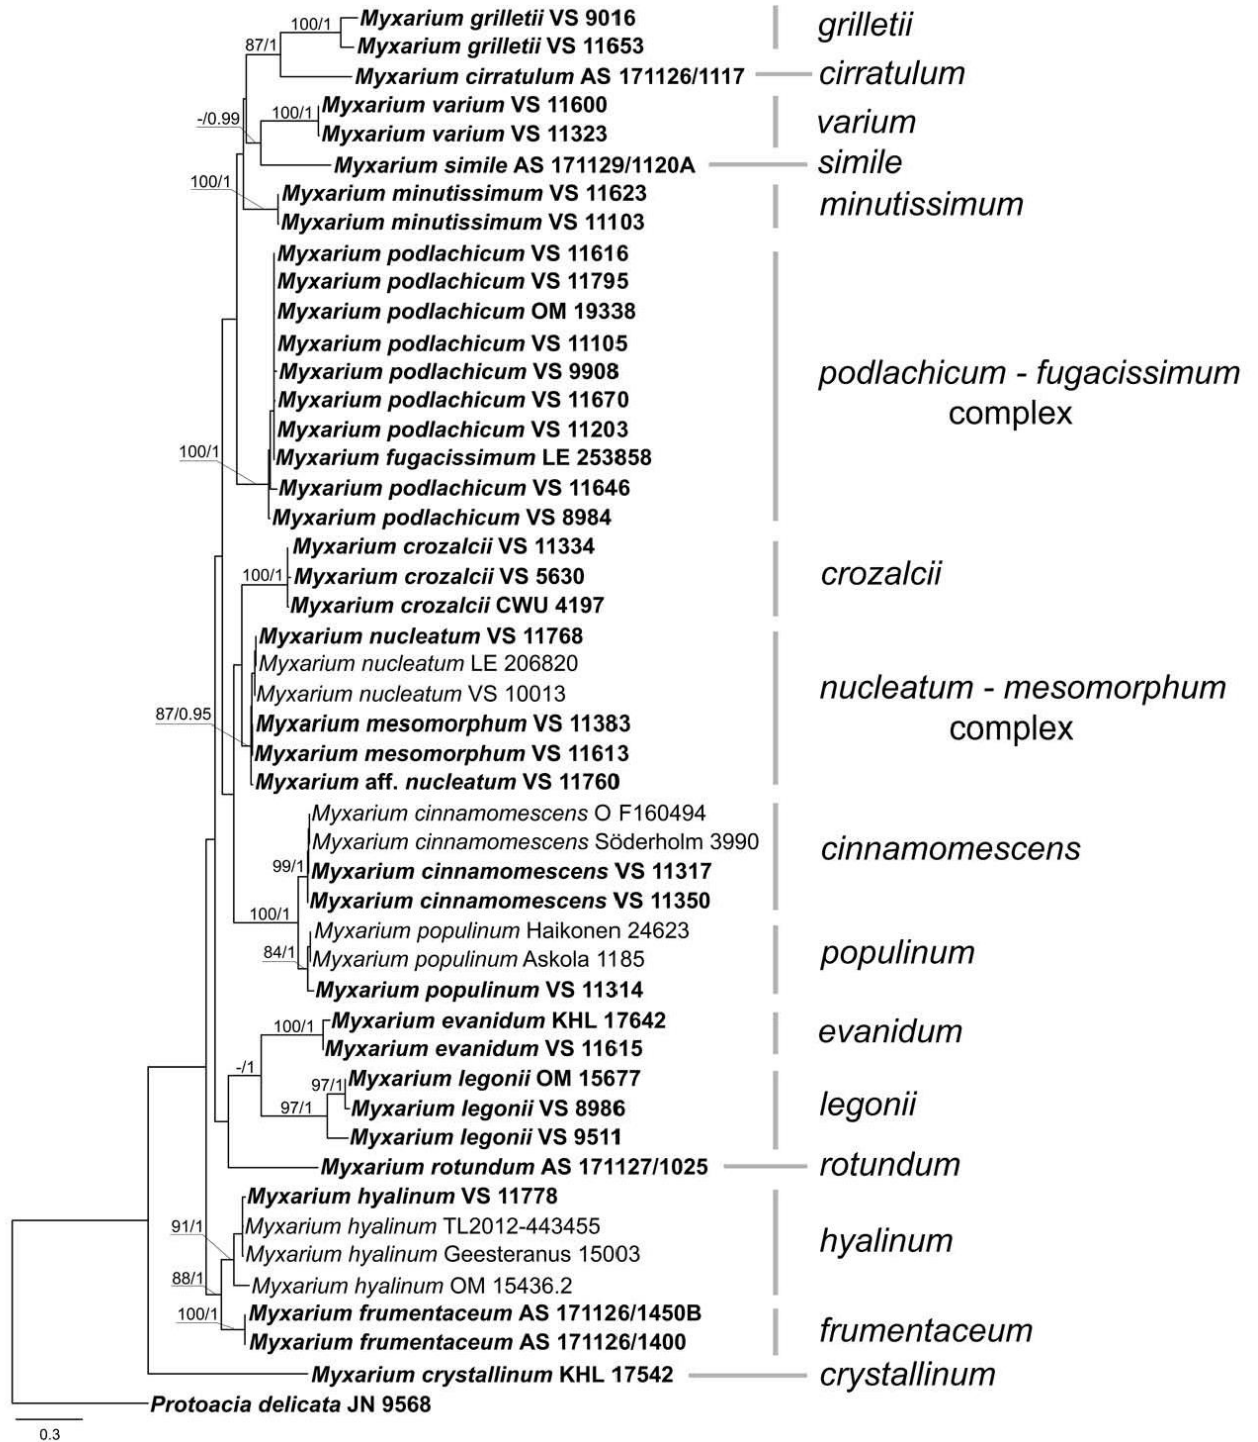 100/1
Myxarium grilletii VS 9016
grilletii
87/1
Myxarium grilletii VS 11653
Myxarium cirratulum AS 171126/1117
cirratulum
Myxarium varium VS 11600
-/0.99
100/1
varium
Myxarium varium VS 11323
Myxarium simile AS 171129/1120A
simile
100/1
Myxarium minutissimum VS 11623
minutissimum
Myxarium minutissimum VS 11103
Myxarium podlachicum VS 11616
Myxarium podlachicum VS 11795
Myxarium podlachicum OM 19338
Myxarium podlachicum VS 11105
Myxarium podlachicum VS 9908
podlachicum - fugacissimum
complex
Myxarium podlachicum VS 11670
Myxarium podlachicum VS 11203
100/1
Myxarium fugacissimum LE 253858
Myxarium podlachicum VS 11646
Myxarium podlachicum VS 8984
Myxarium crozalcii VS 11334
100/1
Myxarium crozalcii VS 5630
crozalcii
Myxarium crozalcii CWU 4197
Myxarium nucleatum VS 11768
Myxarium nucleatum LE 206820
Myxarium nucleatum VS 10013
nucleatum - mesomorphum
complex
87/0.95
Myxarium mesomorphum VS 11383
Myxarium mesomorphum VS 11613
Myxarium aff. nucleatum VS 11760
Myxarium cinnamomescens O F160494
Myxarium cinnamomescens Söderholm 3990
cinnamomescens
99/1
Myxarium cinnamomescens VS 11317
Myxarium cinnamomescens VS 11350
100/1
Myxarium populinum Haikonen 24623
84/1
Myxarium populinum Askola 1185
populinum
Myxarium populinum VS 11314
100/1
Myxarium evanidum KHL 17642
evanidum
Myxarium evanidum VS 11615
-/1
97/1
Myxarium legonii OM 15677
97/1
Myxarium legonii VS 8986
legonii
Myxarium legonii VS 9511
Myxarium rotundum AS 171127/1025
rotundum
Myxarium hyalinum VS 11778
91/1
Myxarium hyalinum TL2012-443455
hyalinum
Myxarium hyalinum Geesteranus 15003
88/1
Myxarium hyalinum OM 15436.2
100/1
Myxarium frumentaceum AS 171126/1450B
frumentaceum
Myxarium frumentaceum AS 171126/1400
Myxarium crystallinum KHL 17542
crystallinum
Protoacia delicata JN 9568
0.3